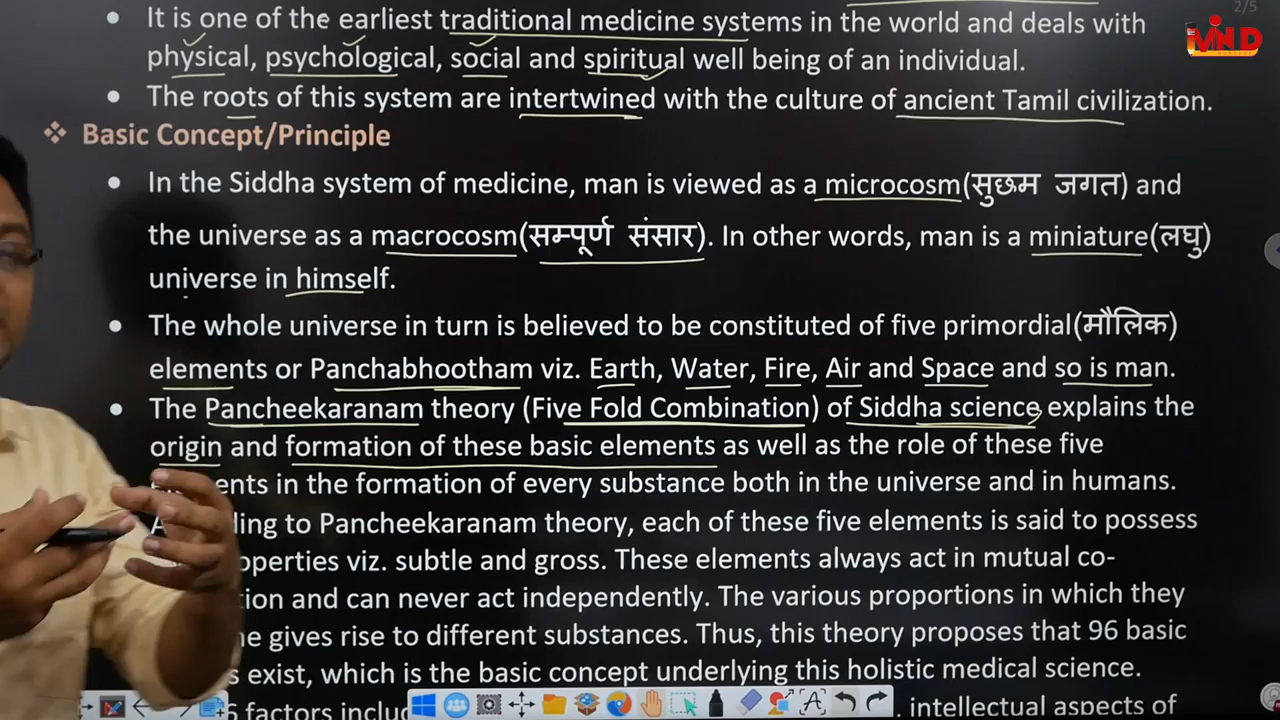 2/5
It is one of the earliest traditional medicine systems in the world and deals with
physical, psychological, social and spiritual well being of an individual.
The roots of this system are intertwined with the culture of ancient Tamil civilization.
Basic Concept/Principle
In the Siddha system of medicine, man is viewed as a microcosm(सुछम जगत) and
the universe as a macrocosm(सम्पूर्ण संसार). In other words, man is a miniature(लघु)
universe in himself.
The whole universe in turn is believed to be constituted of five primordial(मौलिक)
elements or Panchabhootham viz. Earth, Water, Fire, Air and Space and so is man.
The Pancheekaranam theory (Five Fold Combination) of Siddha science explains the
origin and formation of these basic elements as well as the role of these five
ents in the formation of every substance both in the universe and in humans.
ding to Pancheekaranam theory, each of these five elements is said to possess
operties viz. subtle and gross. These elements always act in mutual co-
tion and can never act independently. The various proportions in which they
ne gives rise to different substances. Thus, this theory proposes that 96 basic
s exist, which is the basic concept underlying this holistic medical science.
6 factors includ
. intellectual aspects of